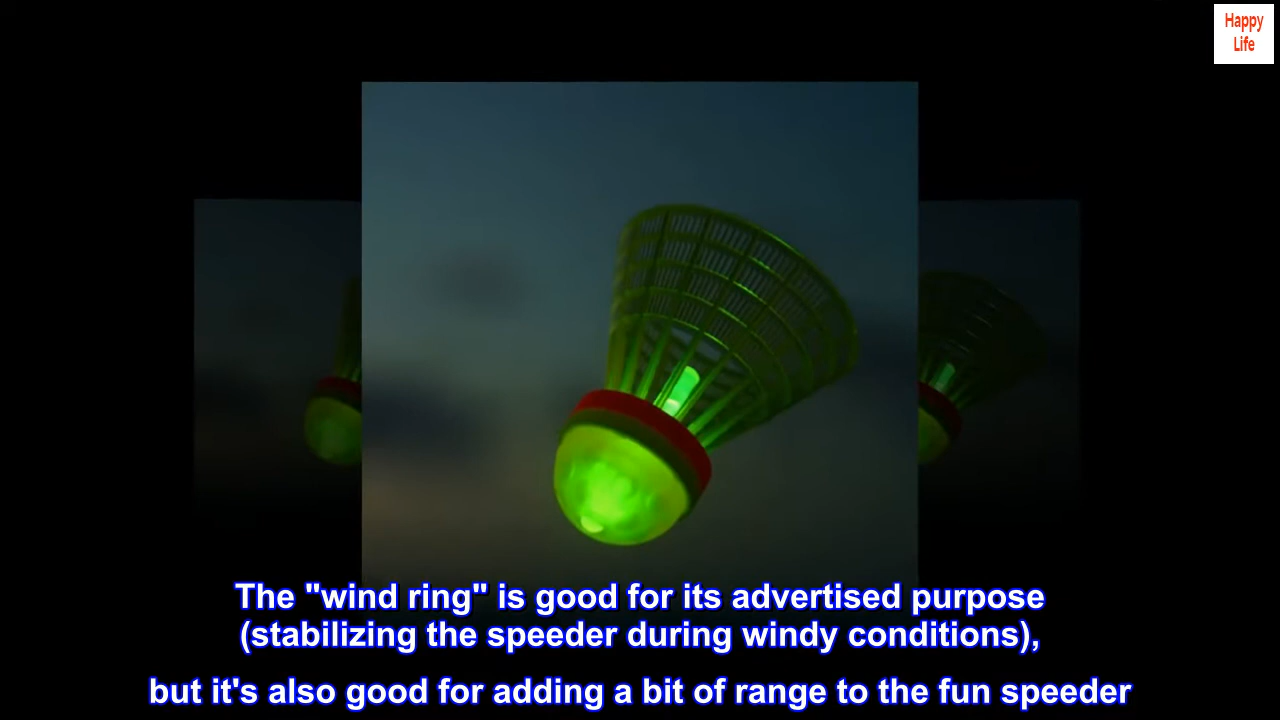 Happy
Life
The "wind ring" is good for its advertised purpose
(stabilizing the speeder during windy conditions),
but it's also good for adding a bit of range to the fun speeder